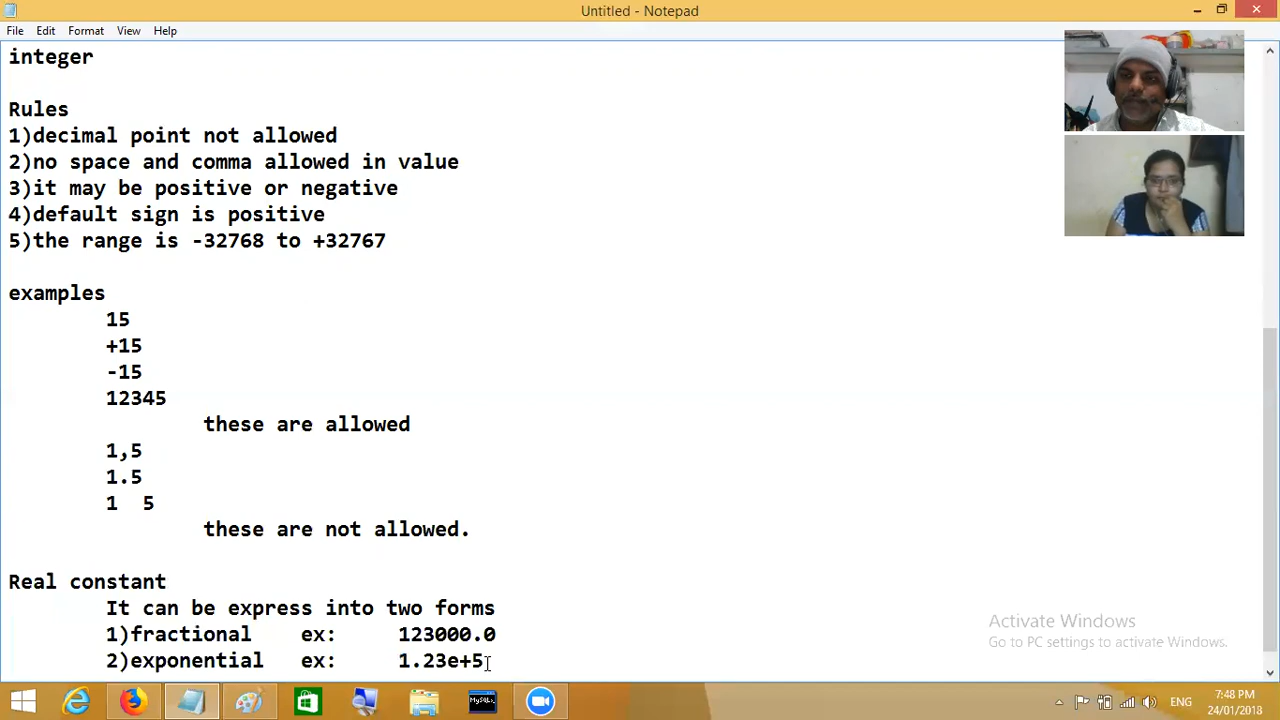 Untitled - Notepad
File Edit Format View Help
integer
Rules
1)decimal point not allowed
2)no space and comma allowed in value
3)it may be positive or negative
4)default sign is positive
5)the range is -32768 to +32767
examples
15
+15
-15
12345
these are allowed
1,5
1.5
1 5
these are not allowed.
Real constant
It can be express into two forms
1)fractional ex: 123000.0
2)exponential ex: 1.23e+5
Activate Windows
Go to PC settings to activate Windows.
MySQL
ENG
7:48 PM
24/01/2018